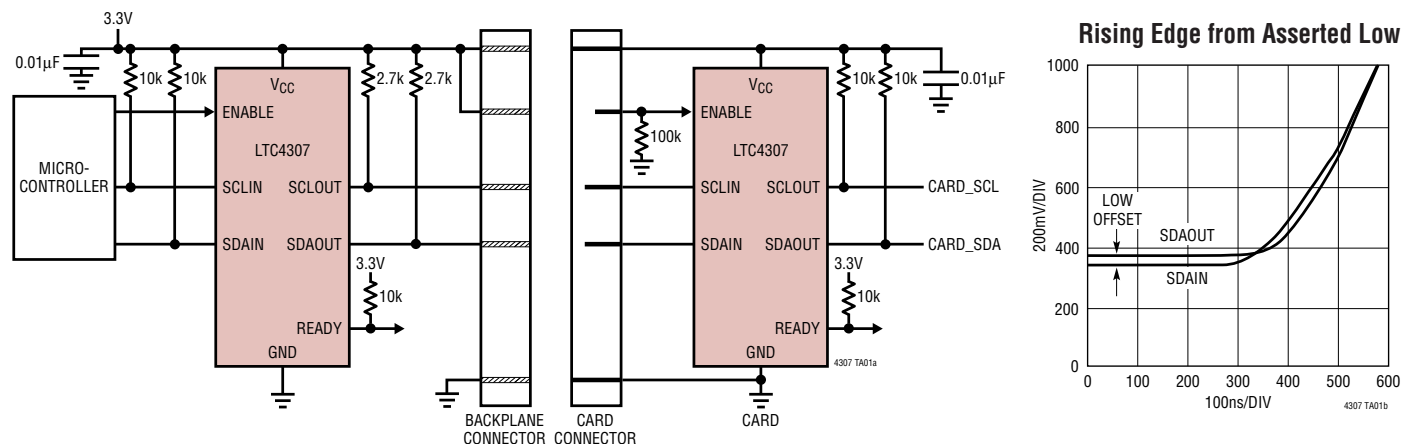 3.3V
0.01µF
10k
10k
2.7k
2.7k
MICRO-
CONTROLLER
VCC
ENABLE
LTC4307
SCLIN
SCLOUT
SDAIN
SDAOUT
3.3V
10k
READY
GND
BACKPLANE
CONNECTOR
CARD
CONNECTOR
100k
VCC
ENABLE
LTC4307
SCLIN
SCLOUT
SDAIN
SDAOUT
10k
10k
0.01µF
CARD_SCL
CARD_SDA
3.3V
10k
READY
GND
4307 TA01a
CARD
Rising Edge from Asserted Low
200mV/DIV
1000
800
600
400
200
0
LOW
OFFSET
SDAOUT
SDAIN
0
100
200
300
400
500
600
100ns/DIV
4307 TA01b